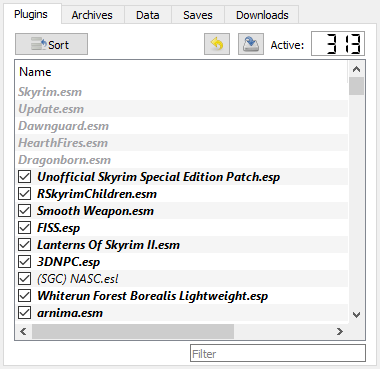 Plugins Archives Data Saves Downloads
Sort Active: 313
Name
Skyrim.esm
Update.esm
Dawnguard.esm
HearthFires.esm
Dragonborn.esm
Unofficial Skyrim Special Edition Patch.esp
RSkyrimChildren.esm
Smooth Weapon.esm
FISS.esp
Lanterns Of Skyrim II.esm
3DNPC.esp
(SGC) NASC.esl
Whiterun Forest Borealis Lightweight.esp
arnima.esm
Filter